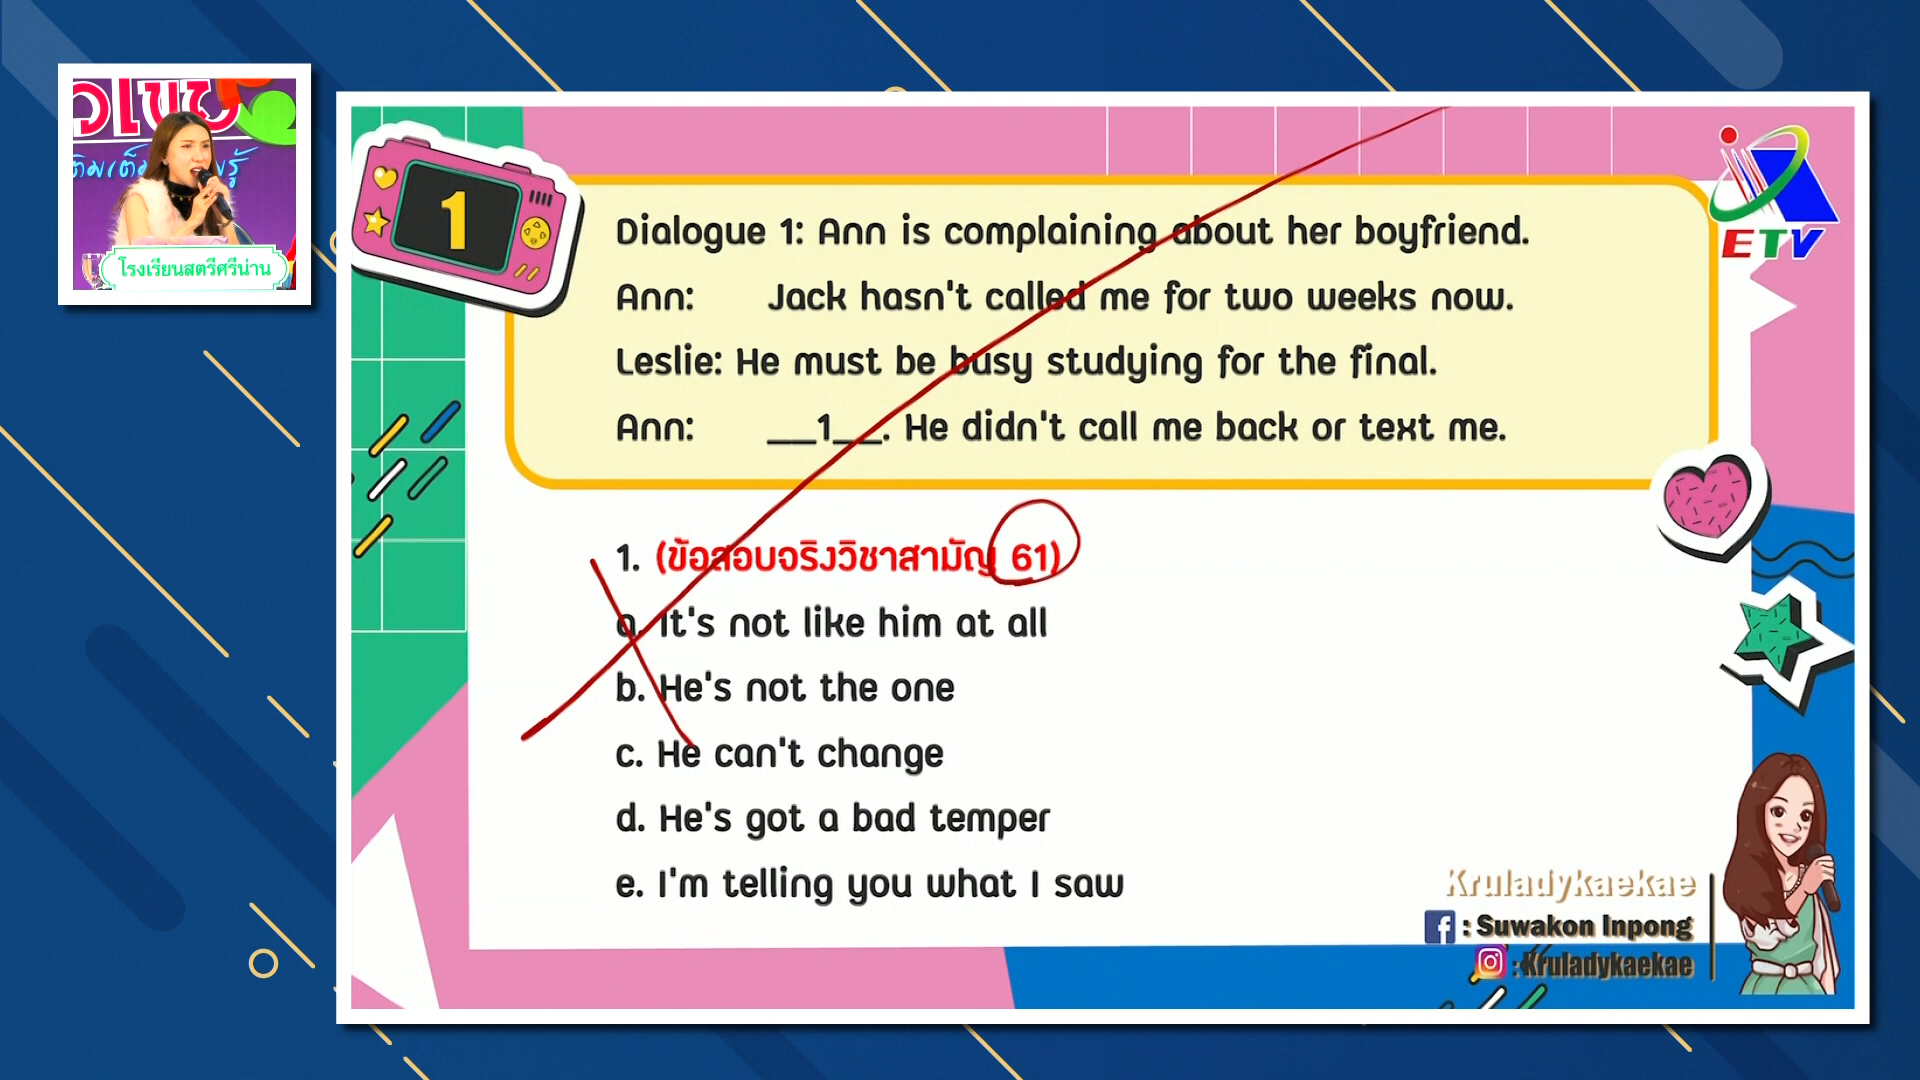 โรงเรียนสตรีศรีน่าน
1
ETV
Dialogue 1: Ann is complaining about her boyfriend.
Ann: Jack hasn't called me for two weeks now.
Leslie: He must be busy studying for the final.
Ann: __1__. He didn't call me back or text me.
1. (ข้อสอบจริงวิชาสามัญ 61)
a. It's not like him at all
b. He's not the one
c. He can't change
d. He's got a bad temper
e. I'm telling you what I saw
Kruladykaekae
: Suwakon Inpong
: Kruladykaekae